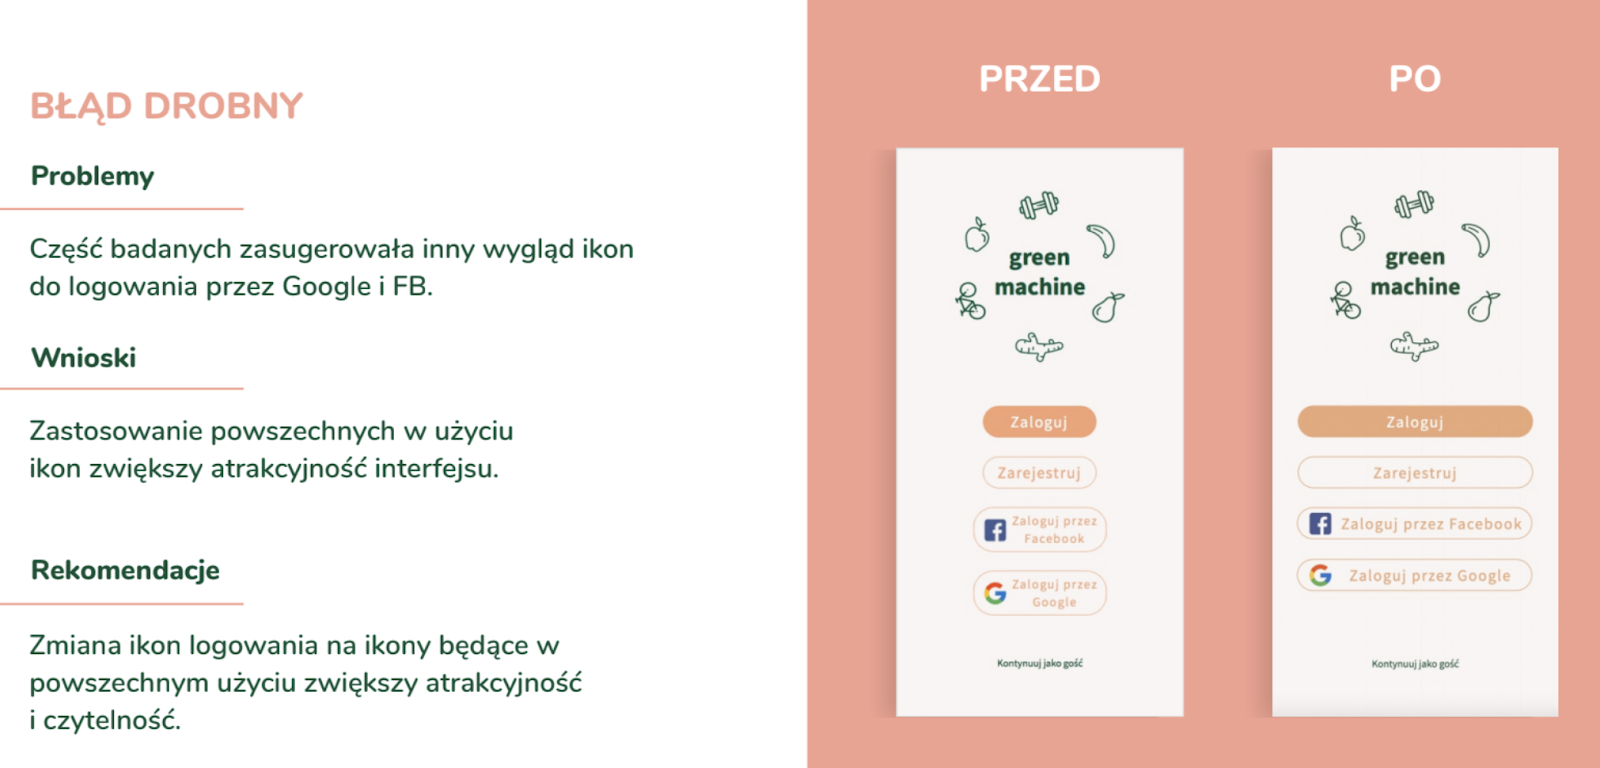 BŁĄD DROBNY
Problemy
Część badanych zasugerowała inny wygląd ikon
do logowania przez Google i FB.
Wnioski
Zastosowanie powszechnych w użyciu
ikon zwiększy atrakcyjność interfejsu.
Rekomendacje
Zmiana ikon logowania na ikony będące w
powszechnym użyciu zwiększy atrakcyjność
i czytelność.
PRZED
green
machine
Zaloguj
Zarejestruj
Zaloguj przez
Facebook
Zaloguj przez
Google
Kontynuuj jako gość
PO
green
machine
Zaloguj
Zarejestruj
Zaloguj przez Facebook
Zaloguj przez Google
Kontynuuj jako gość